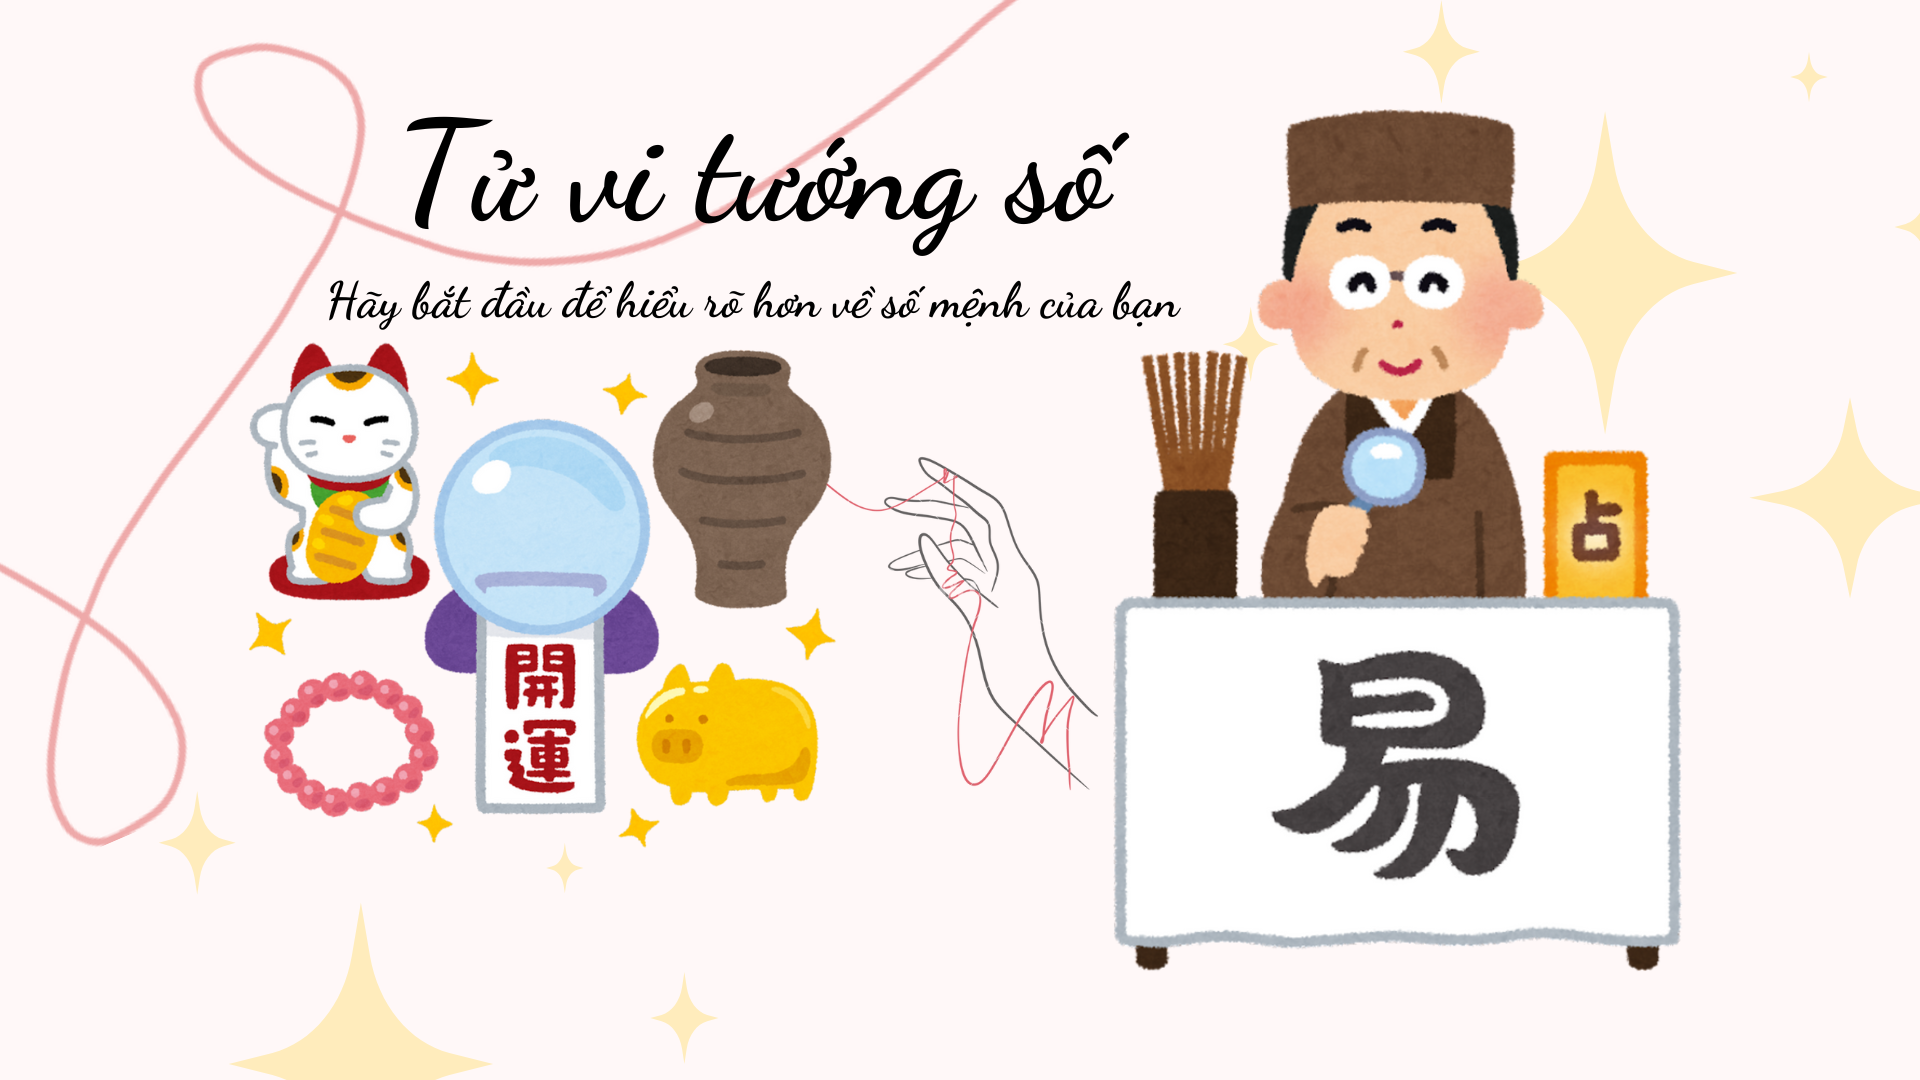 Tử vi tướng số
Hãy bắt đầu để hiểu rõ hơn về số mệnh của bạn
開運
占
易